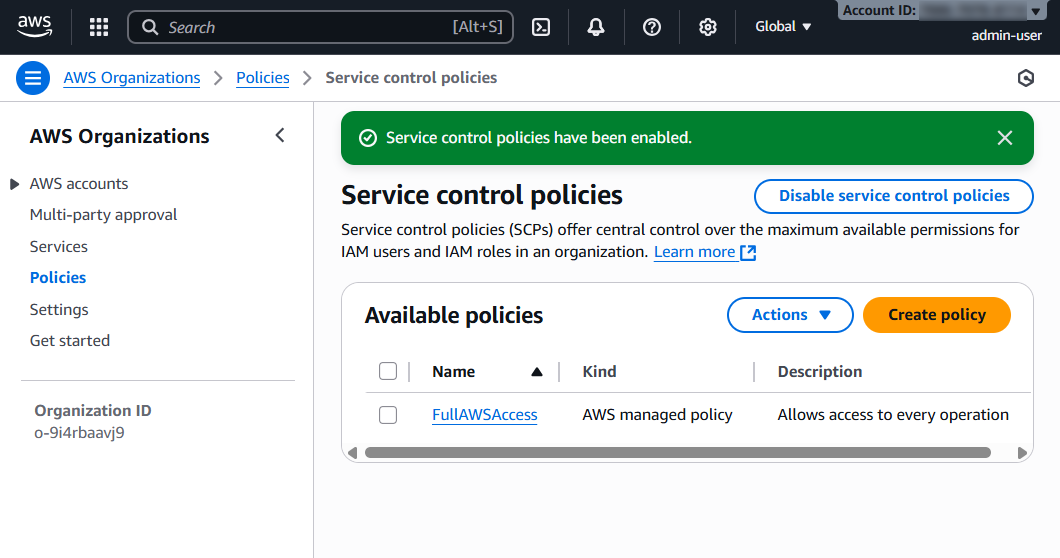 aws
Search
[Alt+S]
Global
Account ID:
admin-user
AWS Organizations
Policies
Service control policies
AWS Organizations
AWS accounts
Multi-party approval
Services
Policies
Settings
Get started
Organization ID
o-9i4rbaavj9
Service control policies have been enabled.
Service control policies
Disable service control policies
Service control policies (SCPs) offer central control over the maximum available permissions for
IAM users and IAM roles in an organization. Learn more
Available policies
Actions
Create policy
Name
Kind
Description
FullAWSAccess
AWS managed policy
Allows access to every operation